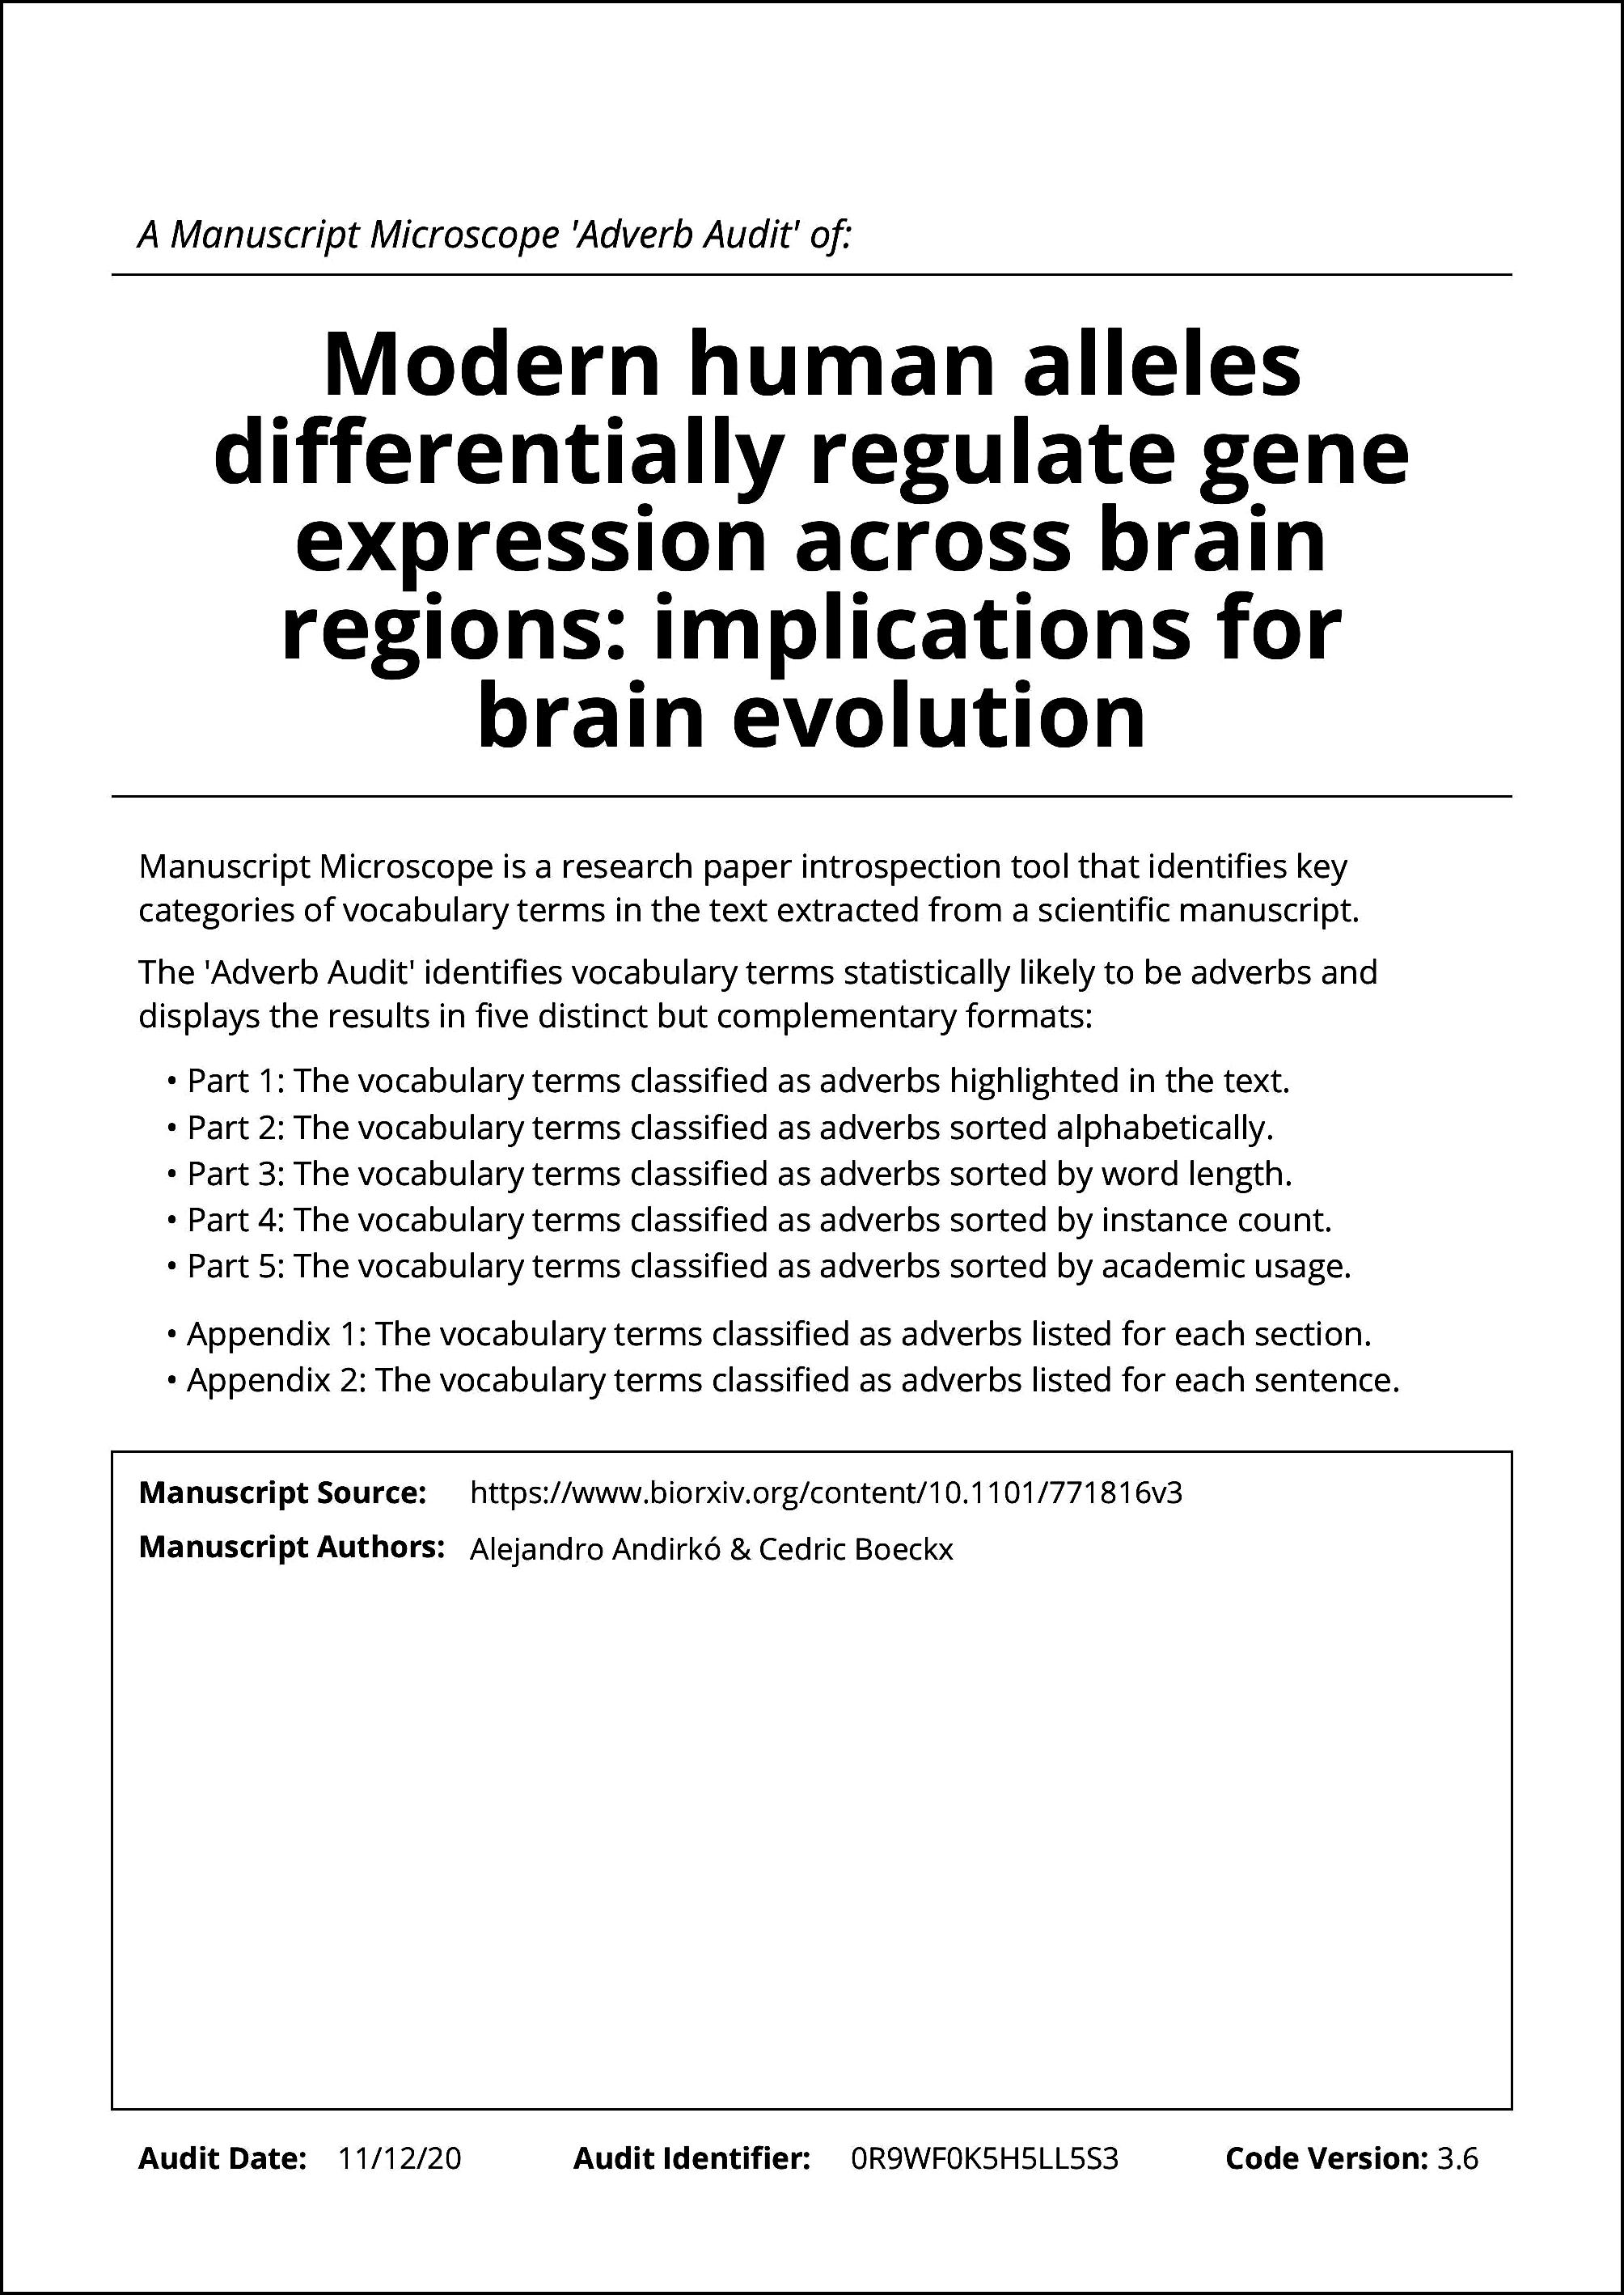 A Manuscript Microscope 'Adverb Audit' of:
Modern human alleles
differentially regulate gene
expression across brain
regions: implications for
brain evolution
Manuscript Microscope is a research paper introspection tool that identifies key
categories of vocabulary terms in the text extracted from a scientific manuscript.
The 'Adverb Audit' identifies vocabulary terms statistically likely to be adverbs and
displays the results in five distinct but complementary formats:
• Part 1: The vocabulary terms classified as adverbs highlighted in the text.
• Part 2: The vocabulary terms classified as adverbs sorted alphabetically.
• Part 3: The vocabulary terms classified as adverbs sorted by word length.
• Part 4: The vocabulary terms classified as adverbs sorted by instance count.
• Part 5: The vocabulary terms classified as adverbs sorted by academic usage.
• Appendix 1: The vocabulary terms classified as adverbs listed for each section.
• Appendix 2: The vocabulary terms classified as adverbs listed for each sentence.
Manuscript Source: https://www.biorxiv.org/content/10.1101/771816v3
Manuscript Authors: Alejandro Andirkó & Cedric Boeckx
Audit Date: 11/12/20 Audit Identifier: 0R9WF0K5H5LL5S3 Code Version: 3.6